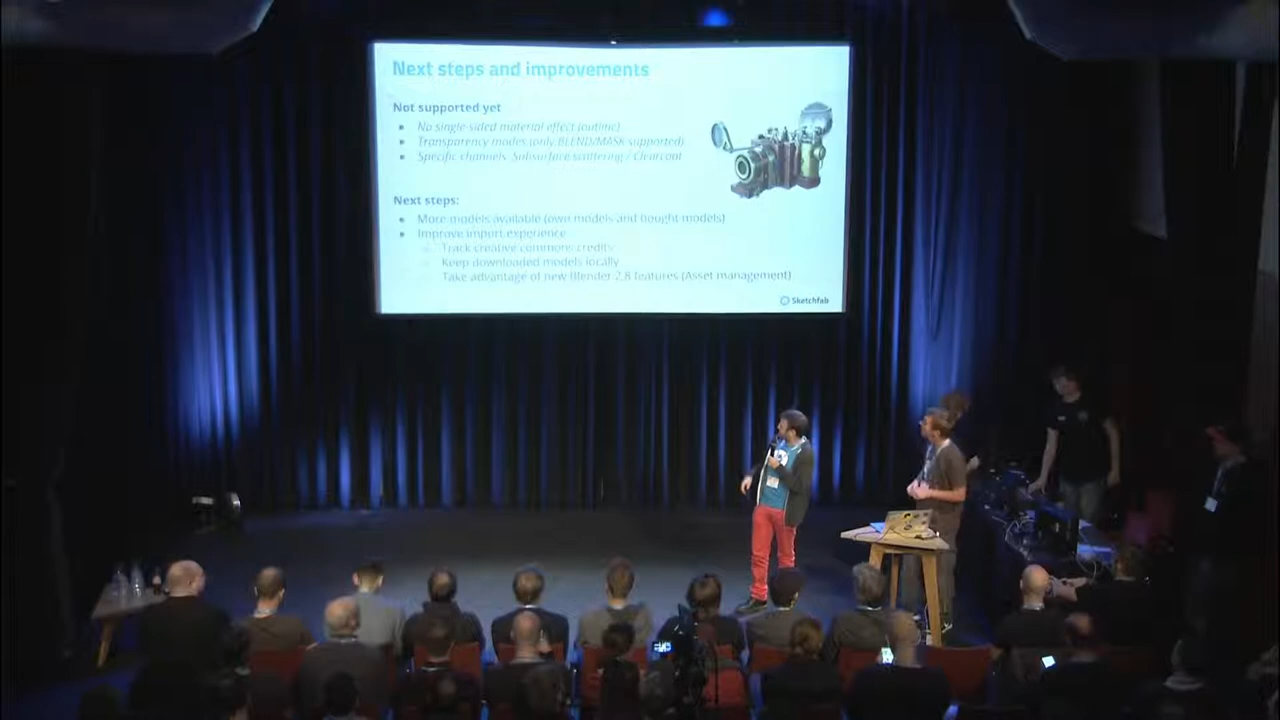 Next steps and improvements
Not supported yet
No single-sided material effect (outline)
Transparency modes (only BLEND/MASK supported)
Specific channels: Subsurface scattering / Clearcoat
Next steps:
More models available (own models and bought models)
Improve import experience
Track creative commons credits
Keep downloaded models locally
Take advantage of new Blender 2.8 features (Asset management)
Sketchfab